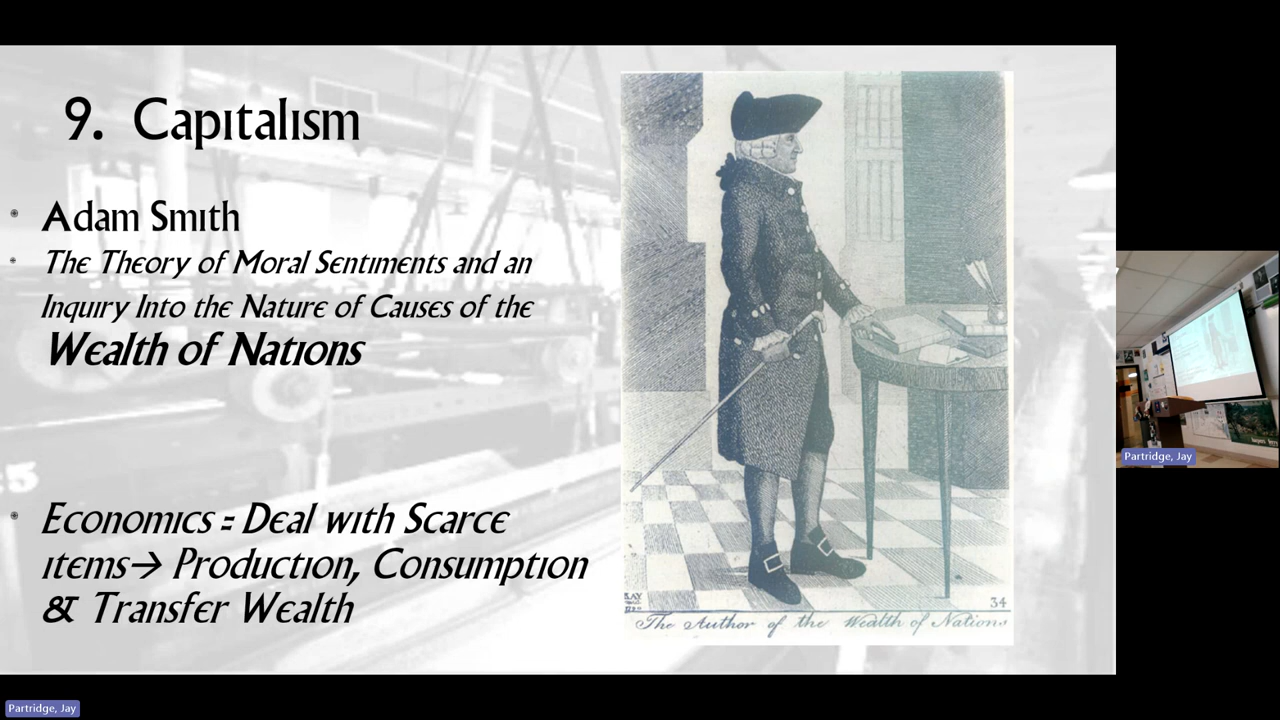 9. Capitalism
Adam Smith
The Theory of Moral Sentiments and an
Inquiry Into the Nature of Causes of the
Wealth of Nations
Economics = Deal with Scarce
items→ Production, Consumption
& Transfer Wealth
KAY
34
The Author of the Wealth of Nations
5
Partridge, Jay
Partridge, Jay